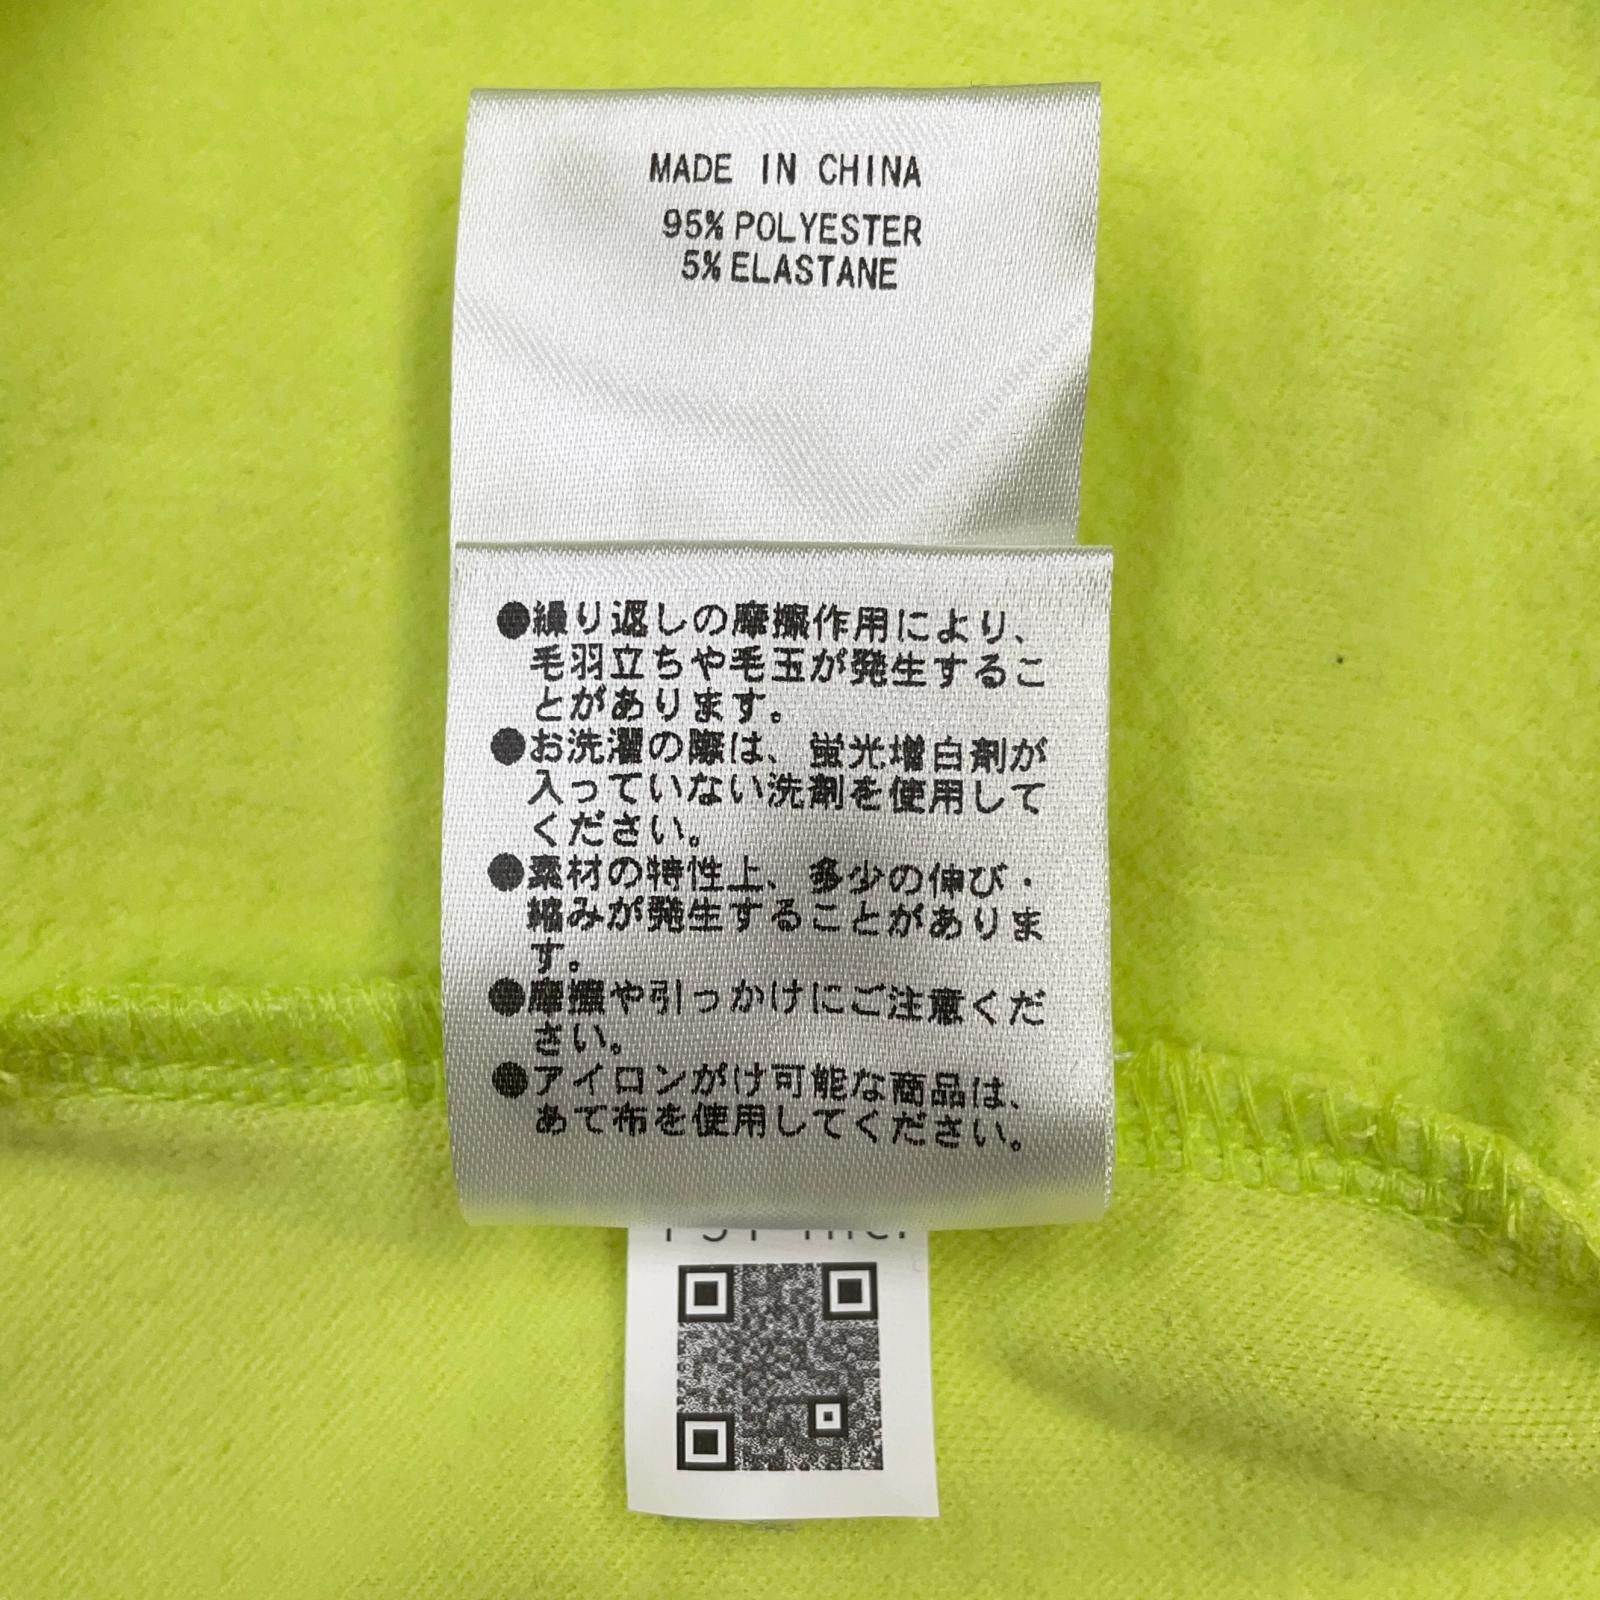 MADE IN CHINA
95% POLYESTER
5% ELASTANE
●繰り返しの摩擦作用により、
毛羽立ちや毛玉が発生するこ
とがあります。
●お洗濯の際は、蛍光増白剤が
入っていない洗剤を使用して
ください。
●素材の特性上、多少の伸び・
縮みが発生することがありま
す。
●摩擦や引っかけにご注意くだ
さい。
●アイロンがけ可能な商品は、
あて布を使用してください。